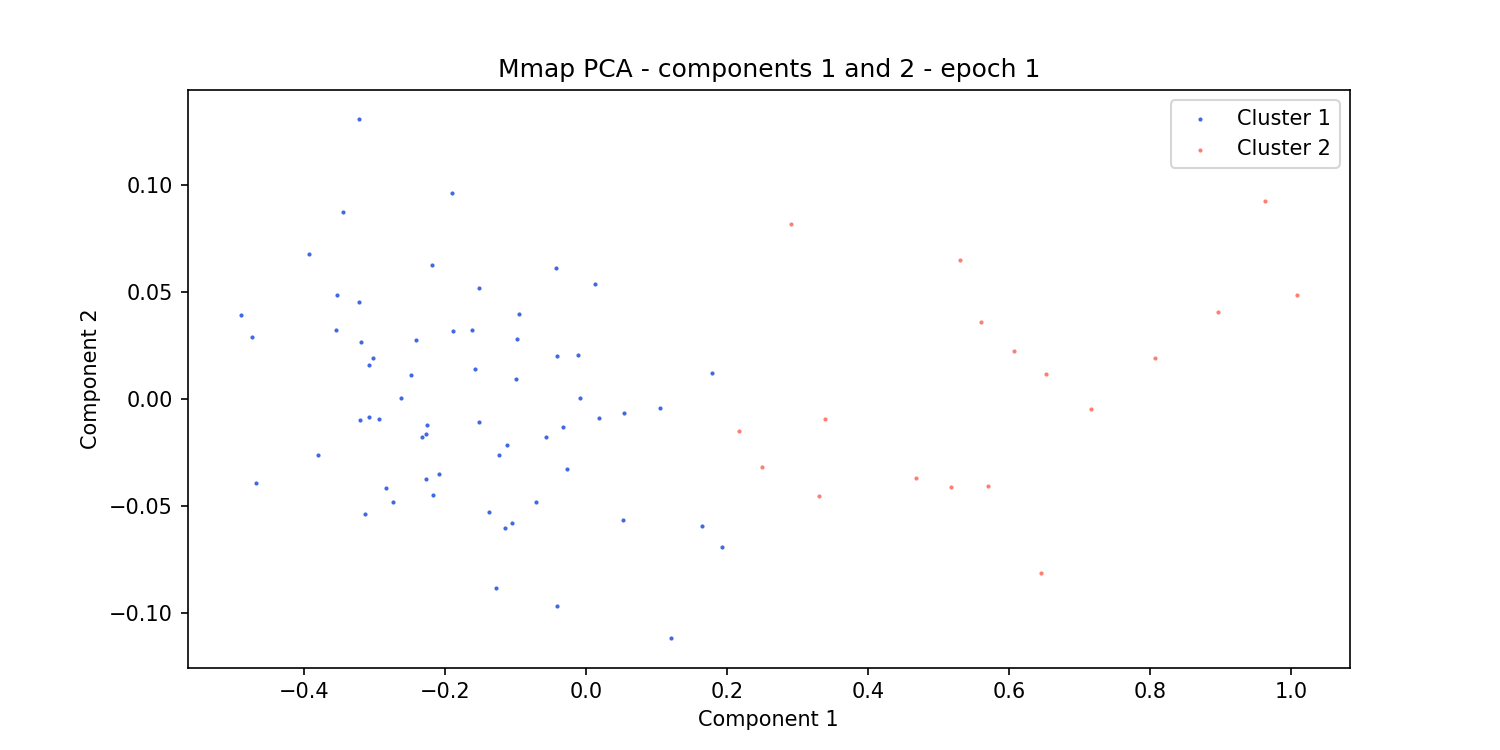 Mmap PCA - components 1 and 2 - epoch 1
Cluster 1
Cluster 2
Component 2
0.10
0.05
0.00
−0.05
−0.10
−0.4
−0.2
0.0
0.2
0.4
0.6
0.8
1.0
Component 1